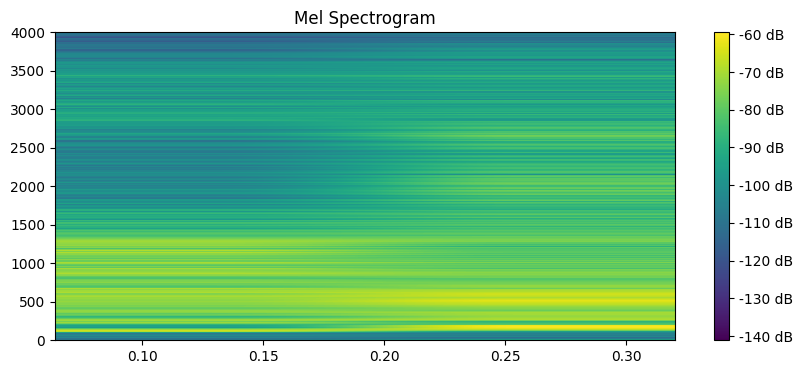 Mel Spectrogram
4000
3500
3000
2500
2000
1500
1000
500
0
0.10
0.15
0.20
0.25
0.30
-60 dB
-70 dB
-80 dB
-90 dB
-100 dB
-110 dB
-120 dB
-130 dB
-140 dB